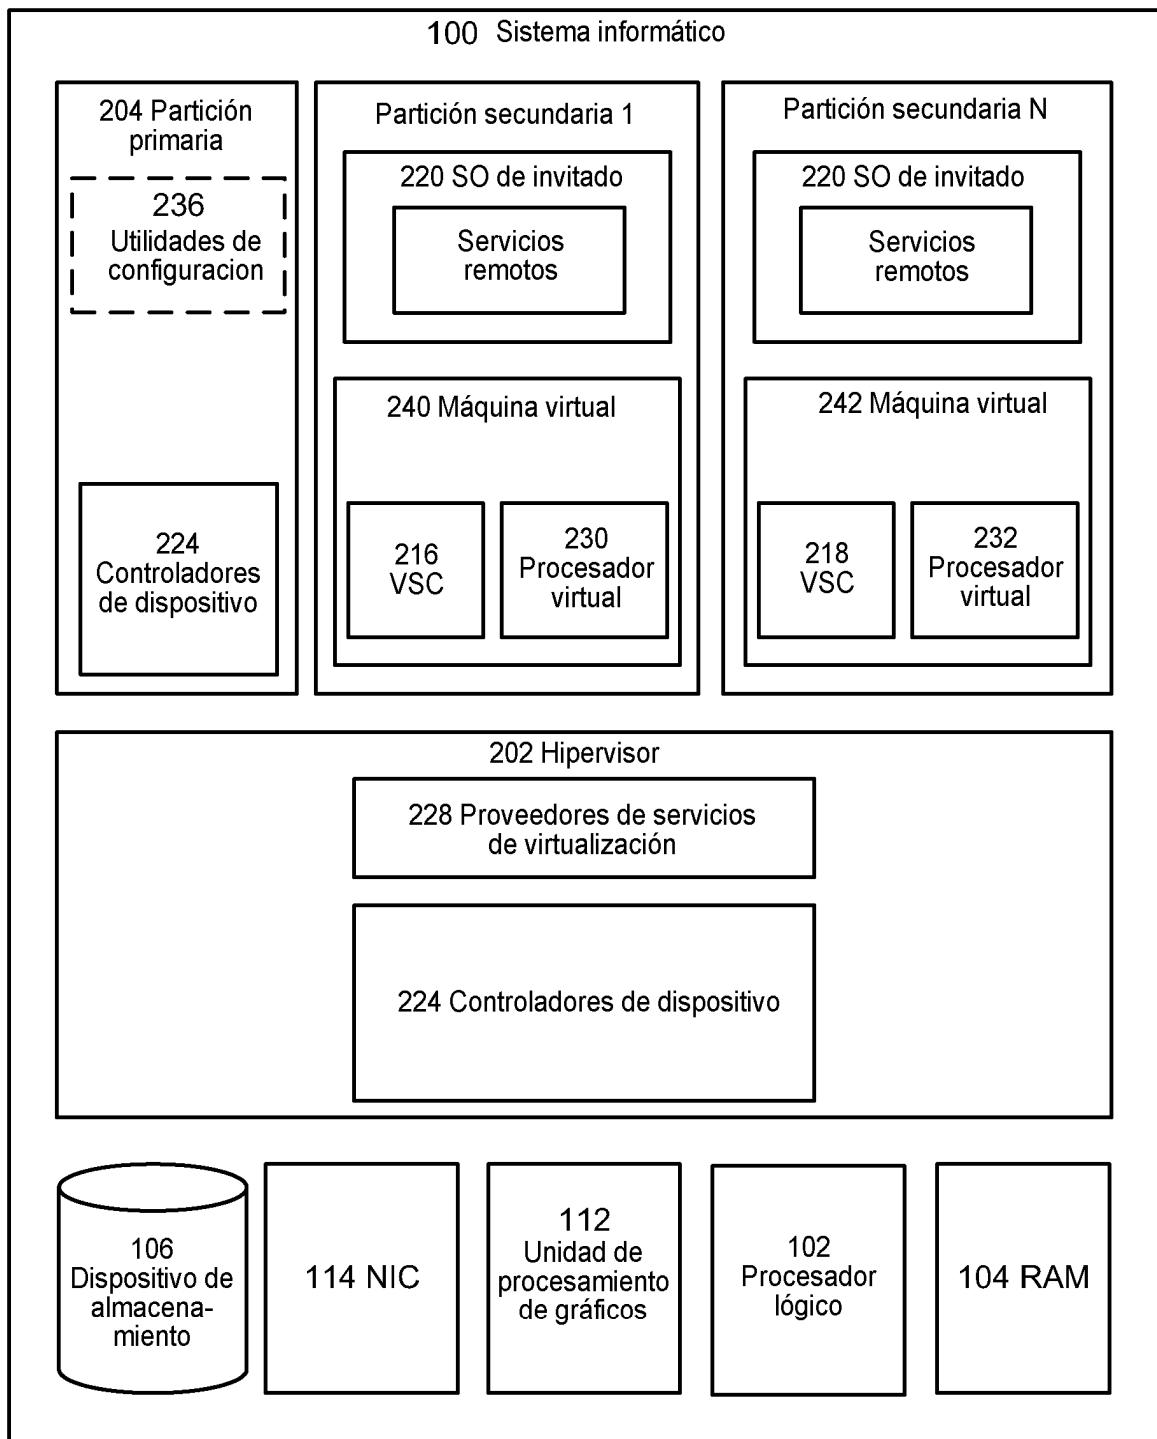 100 Sistema informático
204 Partición
primaria
236
Utilidades de
configuracion
224
Controladores
de dispositivo
Partición secundaria 1
220 SO de invitado
Servicios
remotos
240 Máquina virtual
216
VSC
230
Procesador
virtual
Partición secundaria N
220 SO de invitado
Servicios
remotos
242 Máquina virtual
218
VSC
232
Procesador
virtual
202 Hipervisor
228 Proveedores de servicios
de virtualización
224 Controladores de dispositivo
106
Dispositivo de
almacena-
miento
114 NIC
112
Unidad de
procesamiento
de gráficos
102
Procesador
lógico
104 RAM